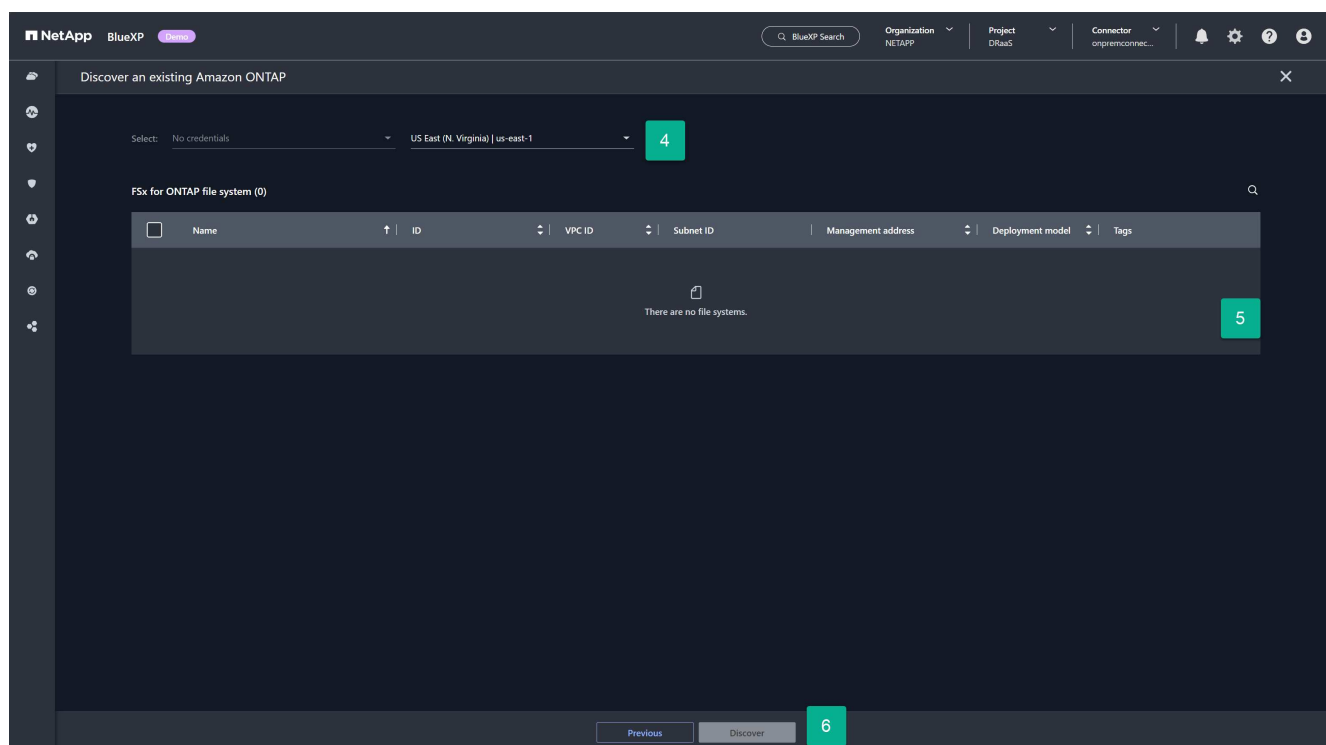 NetApp BlueXP Demo BlueXP Search Organization NETAPP Project DRaaS Connector onpremconnec...
Discover an existing Amazon ONTAP
Select: No credentials US East (N. Virginia) | us-east-1 4
FSx for ONTAP file system (0)
Name ID VPC ID Subnet ID Management address Deployment model Tags
There are no file systems.
5
Previous Discover 6